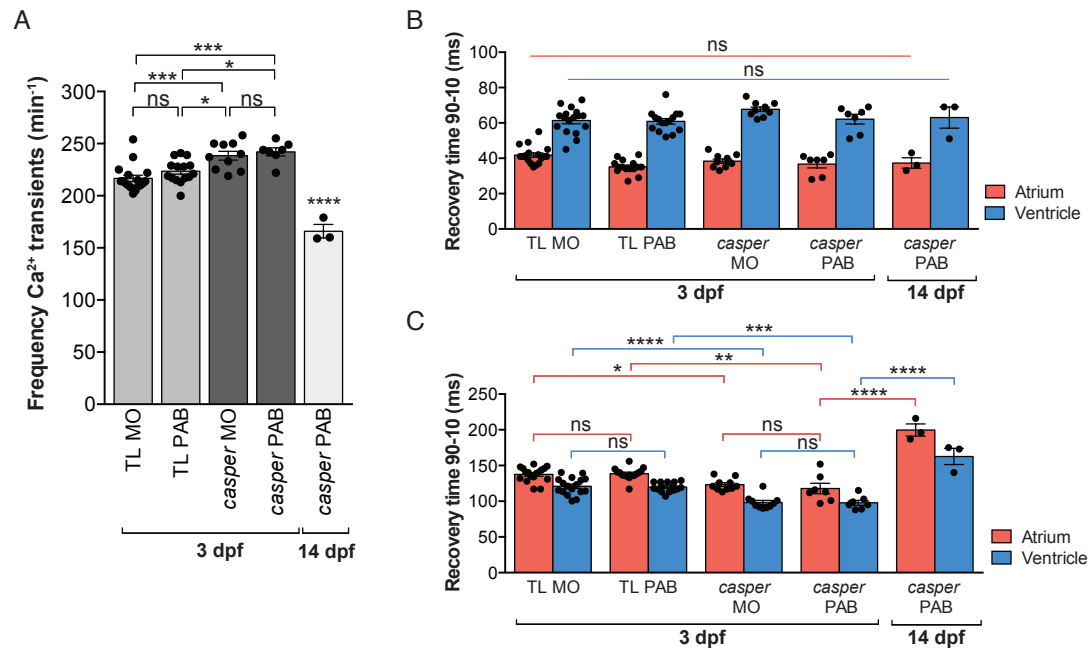 A
Frequency Ca²⁺ transients (min⁻¹)
300
250
200
150
100
50
0
***
*
***
ns
*
ns
****
TL MO
TL PAB
casper MO
casper PAB
casper PAB
3 dpf
14 dpf
B
Recovery time 90-10 (ms)
100
80
60
40
20
0
ns
ns
TL MO
TL PAB
casper
MO
casper
PAB
casper
PAB
3 dpf
14 dpf
Atrium
Ventricle
C
Recovery time 90-10 (ms)
250
200
150
100
50
0
***
****
**
*
****
****
ns
ns
ns
ns
TL MO
TL PAB
casper
MO
casper
PAB
casper
PAB
3 dpf
14 dpf
Atrium
Ventricle